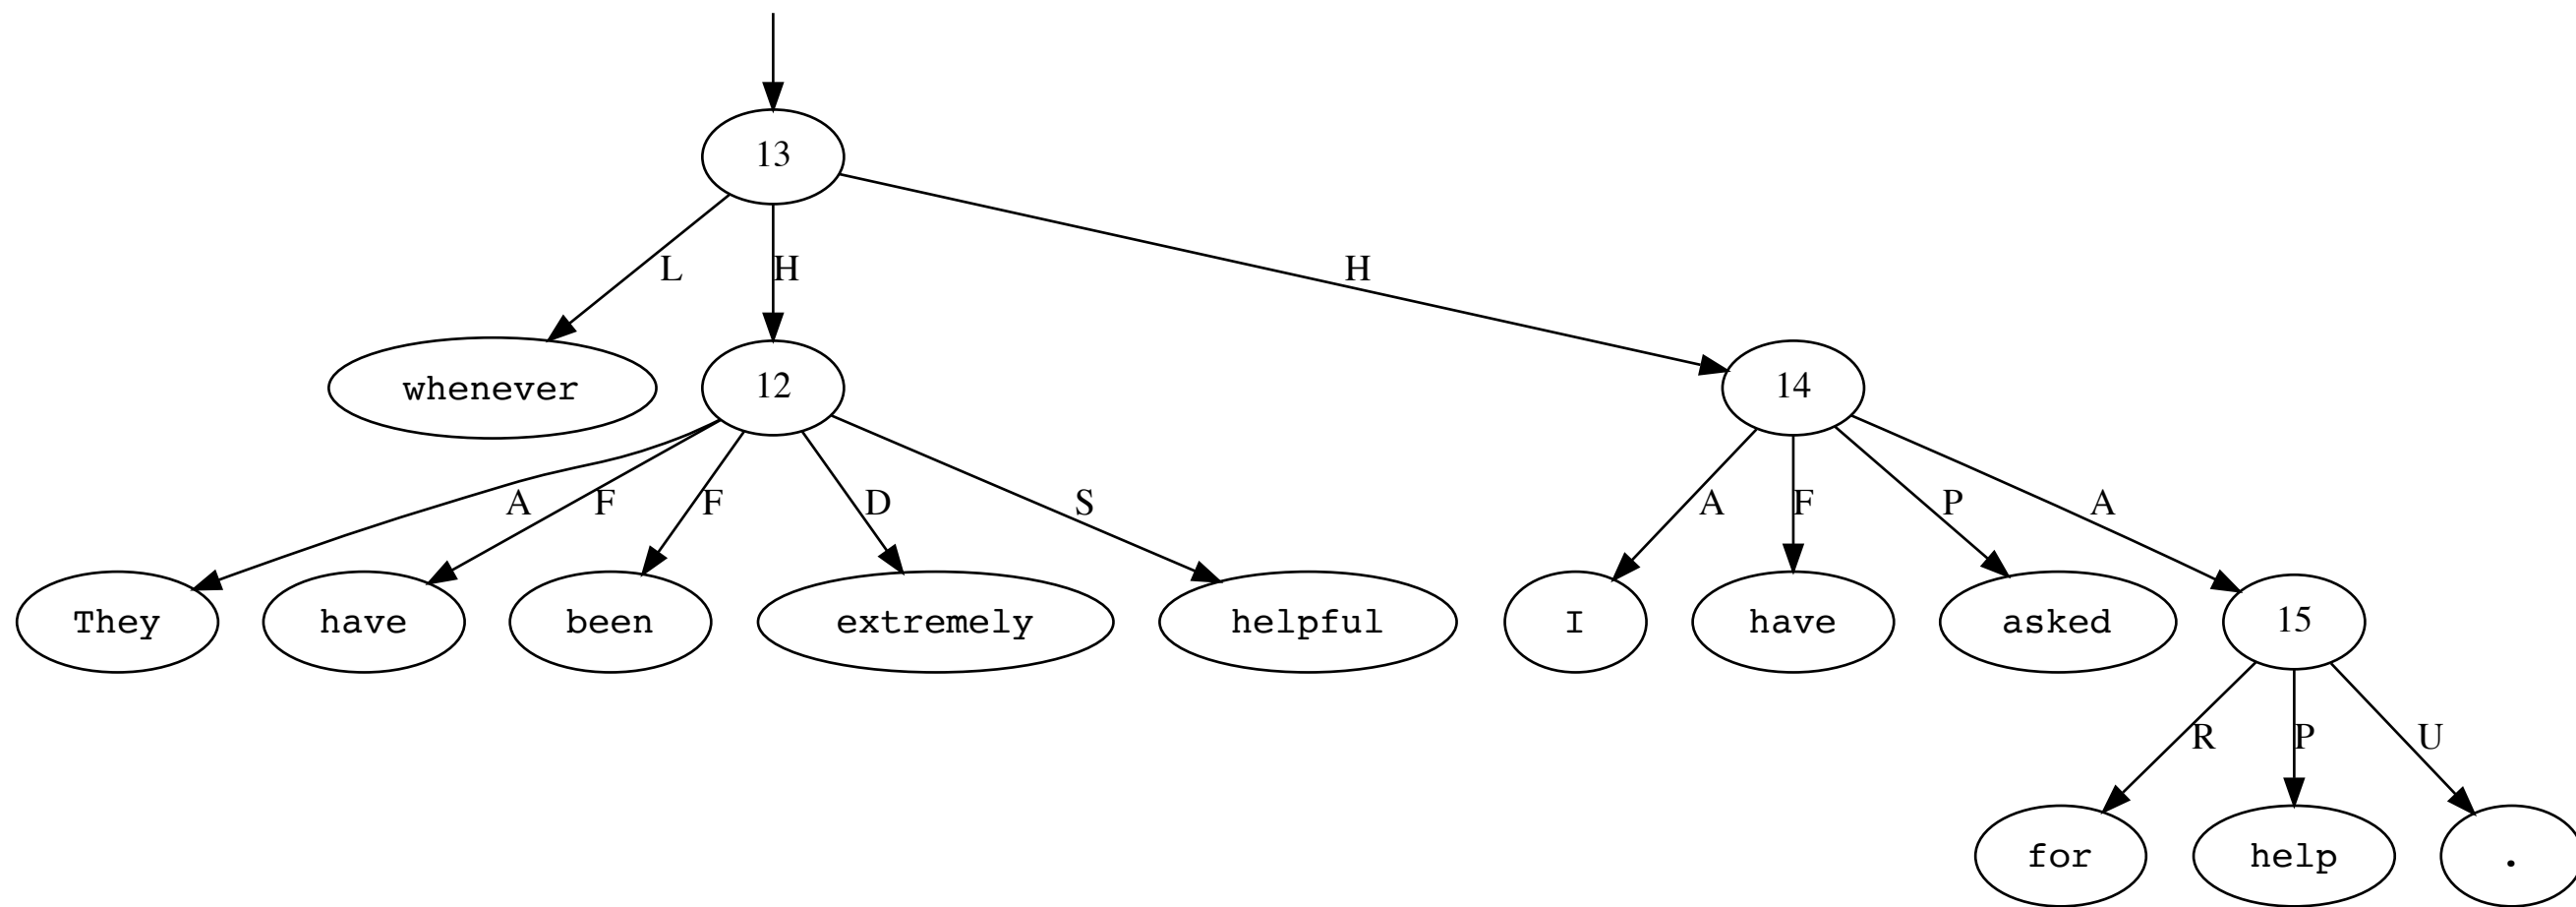 13
L H H
whenever 12 14
A F F D S A F P A
They have been extremely helpful I have asked 15
R P U
for help .